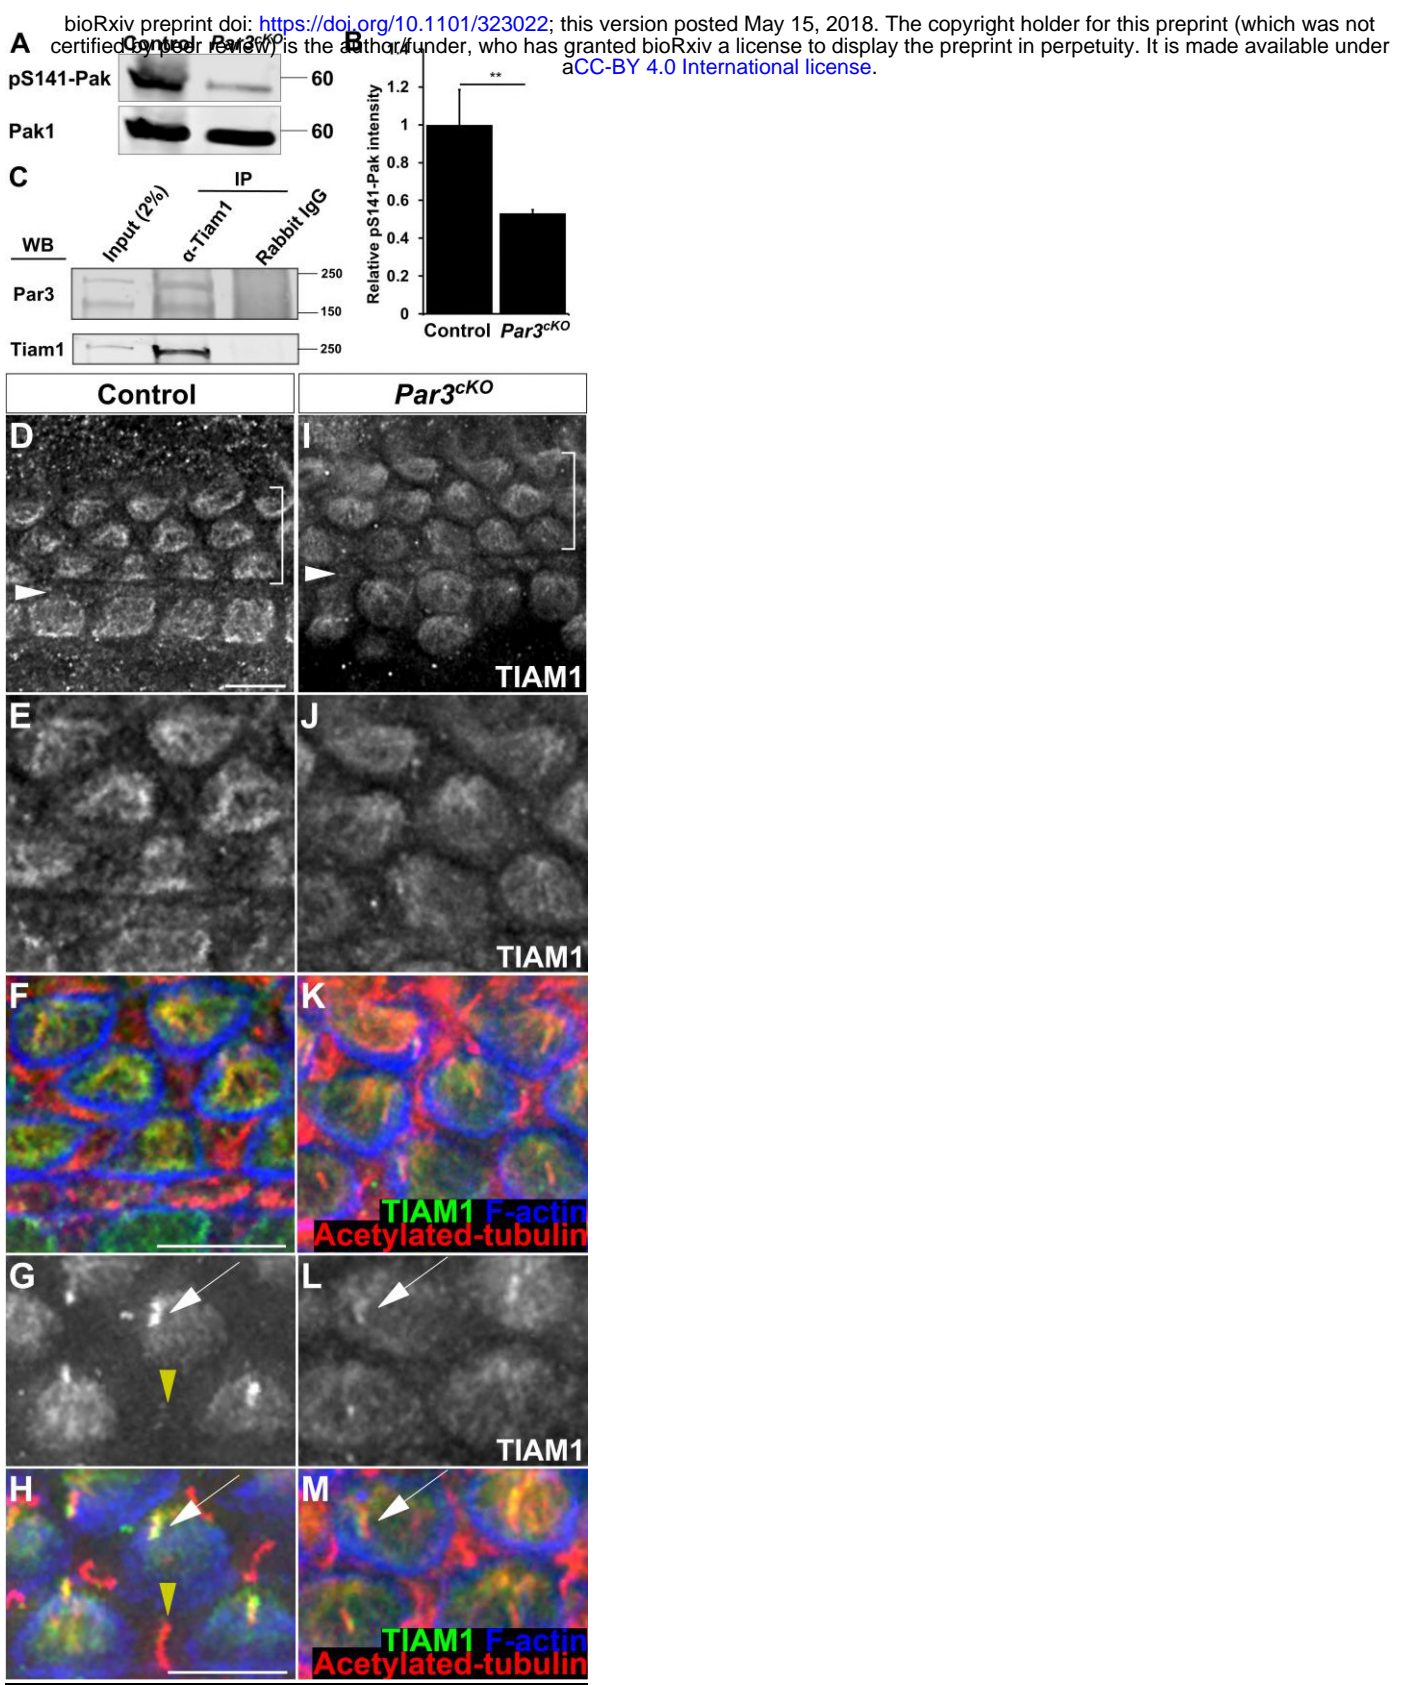 bioRxiv preprint doi: https://doi.org/10.1101/323022; this version posted May 15, 2018. The copyright holder for this preprint (which was not
certified by peer review) is the author/funder, who has granted bioRxiv a license to display the preprint in perpetuity. It is made available under
aCC-BY 4.0 International license.
A
Control Par3cKO
pS141-Pak
60
Pak1
60
B
1.4
1.2
1
0.8
0.6
0.4
0.2
0
**
Relative pS141-Pak intensity
Control Par3cKO
C
IP
Input (2%)
α-Tiam1
Rabbit IgG
WB
Par3
250
150
Tiam1
250
Control
Par3cKO
D
I
TIAM1
E
J
TIAM1
F
K
TIAM1 F-actin
Acetylated-tubulin
G
L
TIAM1
H
M
TIAM1 F-actin
Acetylated-tubulin